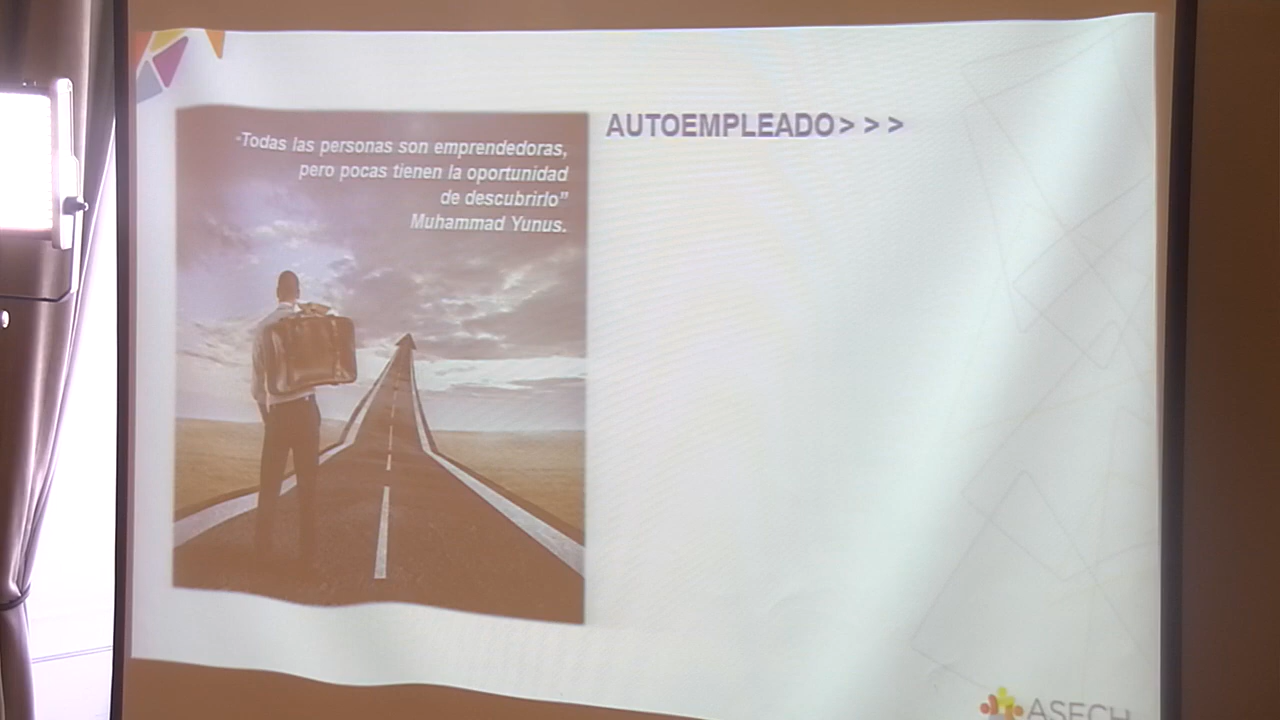 "Todas las personas son emprendedoras,
pero pocas tienen la oportunidad
de descubrirlo"
Muhammad Yunus.
AUTOEMPLEADO> > >
ASECH